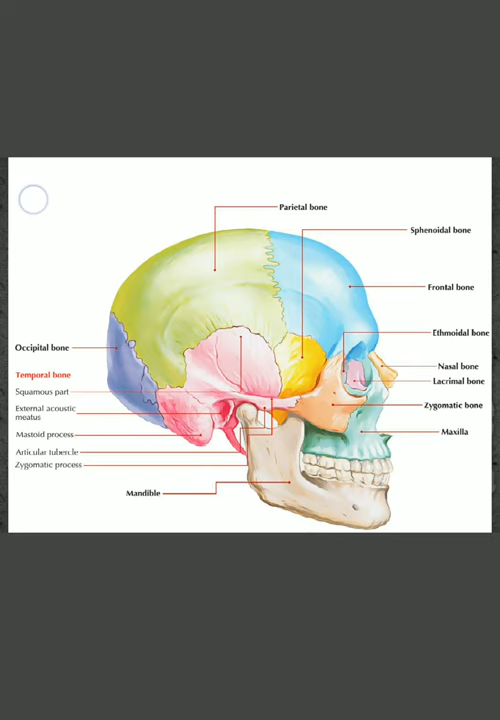 Parietal bone
Sphenoidal bone
Frontal bone
Ethmoidal bone
Occipital bone
Nasal bone
Temporal bone
Lacrimal bone
Squamous part
Zygomatic bone
External acoustic
meatus
Mastoid process
Maxilla
Articular tubercle
Zygomatic process
Mandible